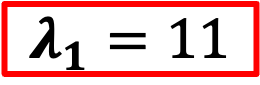 λ₁ = 11